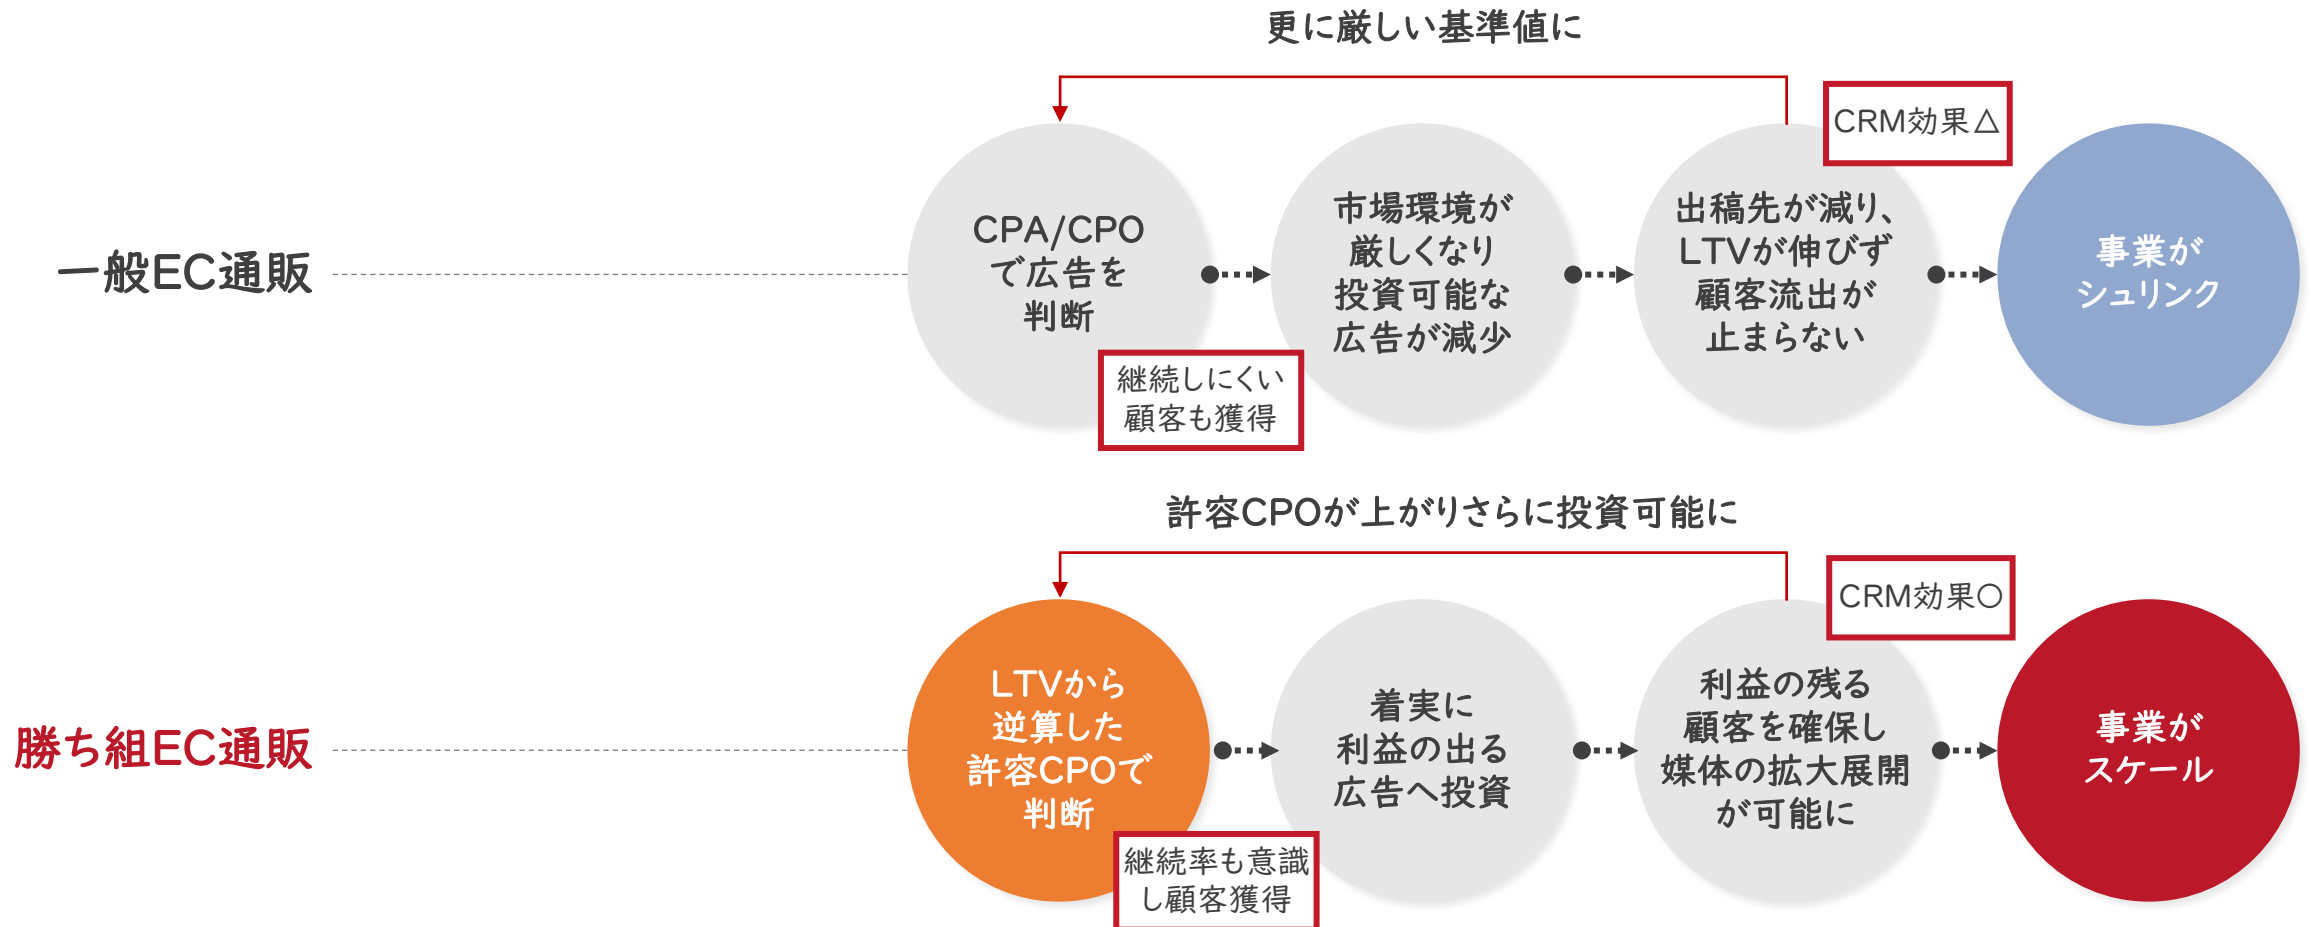 更に厳しい基準値に
CRM効果△
一般EC通販
CPA/CPO
で広告を
判断
継続しにくい
顧客も獲得
市場環境が
厳しくなり
投資可能な
広告が減少
出稿先が減り、
LTVが伸びず
顧客流出が
止まらない
事業が
シュリンク
許容CPOが上がりさらに投資可能に
CRM効果〇
勝ち組EC通販
LTVから
逆算した
許容CPOで
判断
継続率も意識
し顧客獲得
着実に
利益の出る
広告へ投資
利益の残る
顧客を確保し
媒体の拡大展開
が可能に
事業が
スケール